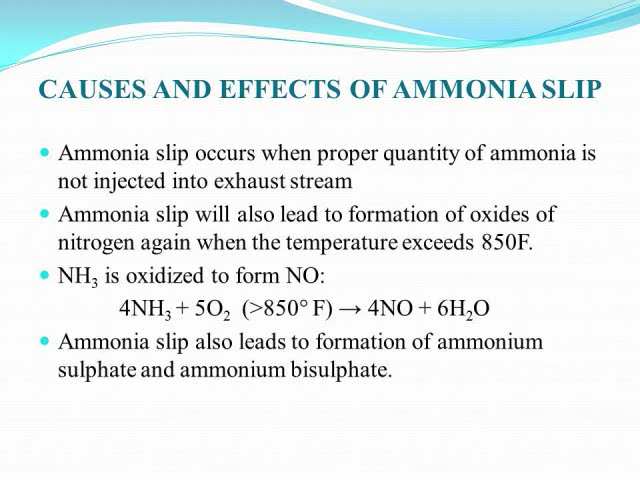 CAUSES AND EFFECTS OF AMMONIA SLIP
• Ammonia slip occurs when proper quantity of ammonia is
not injected into exhaust stream
• Ammonia slip will also lead to formation of oxides of
nitrogen again when the temperature exceeds 850F.
• NH₃ is oxidized to form NO:
4NH₃ + 5O₂ (>850° F) → 4NO + 6H₂O
• Ammonia slip also leads to formation of ammonium
sulphate and ammonium bisulphate.